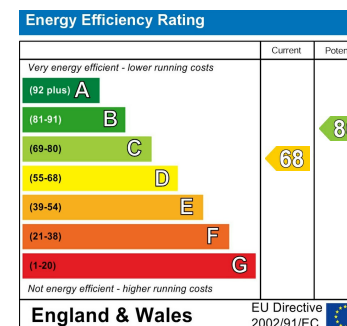 Energy Efficiency Rating
Current
Very energy efficient - lower running costs
(92 plus) A
(81-91) B
(69-80) C
(55-68) D
(39-54) E
(21-38) F
(1-20) G
68
Not energy efficient - higher running costs
England & Wales
EU Directive
2002/91/EC